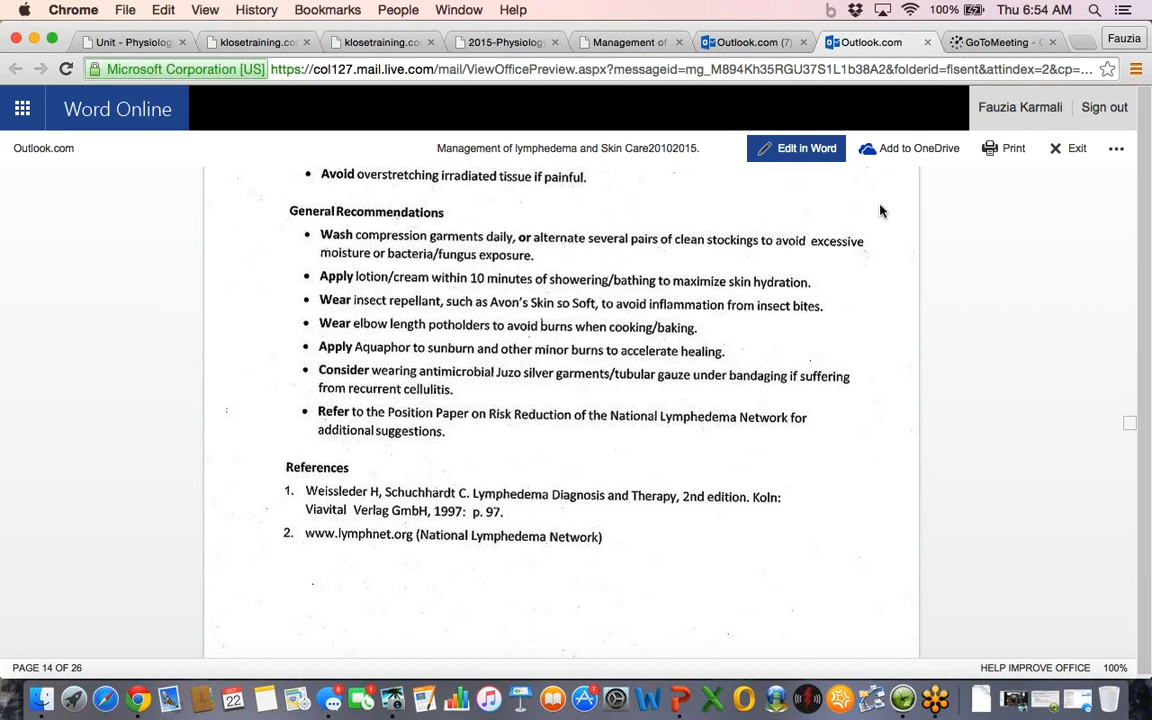 Chrome File Edit View History Bookmarks People Window Help 100% Thu 6:54 AM
Unit - Physiolog klosetraining.co klosetraining.co 2015-Physiolog Management of Outlook.com (7) Outlook.com GoToMeeting - Fauzia
Microsoft Corporation [US] https://col127.mail.live.com/mail/ViewOfficePreview.aspx?messageid=mg_M894Kh35RGU37S1L1b38A2&folderid=flsent&attindex=2&cp=...
Word Online Fauzia Karmali Sign out
Outlook.com Management of lymphedema and Skin Care20102015. Edit in Word Add to OneDrive Print Exit
• Avoid overstretching irradiated tissue if painful.
General Recommendations
• Wash compression garments daily, or alternate several pairs of clean stockings to avoid excessive
moisture or bacteria/fungus exposure.
• Apply lotion/cream within 10 minutes of showering/bathing to maximize skin hydration.
• Wear insect repellant, such as Avon's Skin so Soft, to avoid inflammation from insect bites.
• Wear elbow length potholders to avoid burns when cooking/baking.
• Apply Aquaphor to sunburn and other minor burns to accelerate healing.
• Consider wearing antimicrobial Juzo silver garments/tubular gauze under bandaging if suffering
from recurrent cellulitis.
• Refer to the Position Paper on Risk Reduction of the National Lymphedema Network for
additional suggestions.
References
1. Weissleder H, Schuchhardt C. Lymphedema Diagnosis and Therapy, 2nd edition. Koln:
Viavital Verlag GmbH, 1997: p. 97.
2. www.lymphnet.org (National Lymphedema Network)
PAGE 14 OF 26 HELP IMPROVE OFFICE 100%
OCT
22